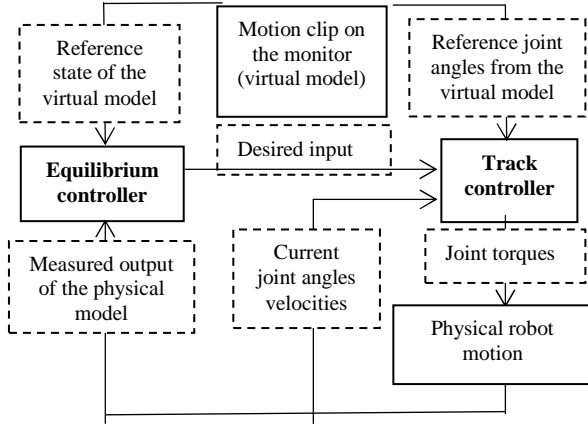 Reference
state of the
virtual model
Motion clip on
the monitor
(virtual model)
Reference joint
angles from the
virtual model
Desired input
Equilibrium
controller
Track
controller
Measured output
of the physical
model
Current
joint angles
velocities
Joint torques
Physical robot
motion